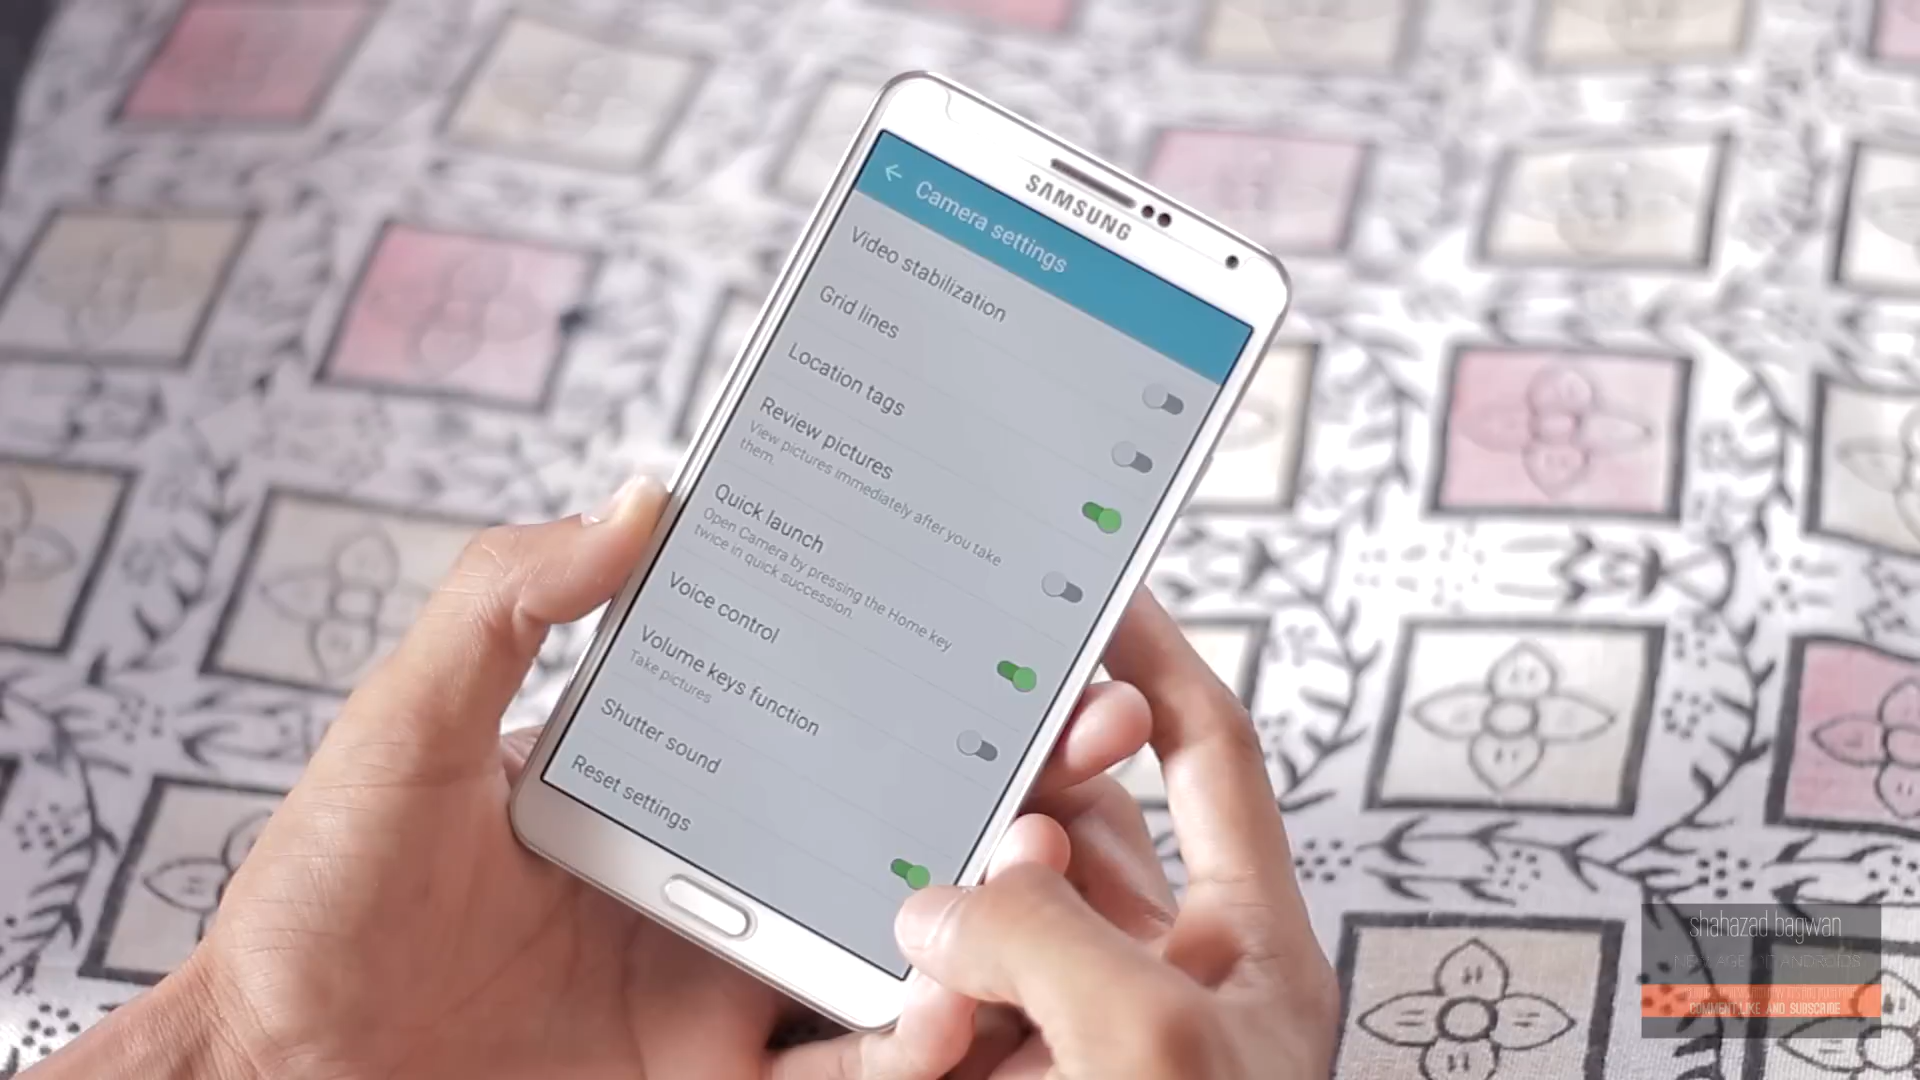 SAMSUNG
Camera settings
Video stabilization
Grid lines
Location tags
Review pictures
View pictures immediately after you take
them.
Quick launch
Open Camera by pressing the Home key
twice in quick succession.
Voice control
Volume keys function
Take pictures
Shutter sound
Reset settings
shahazad bagwan
COMMENT LIKE AND SUBSCRIBE